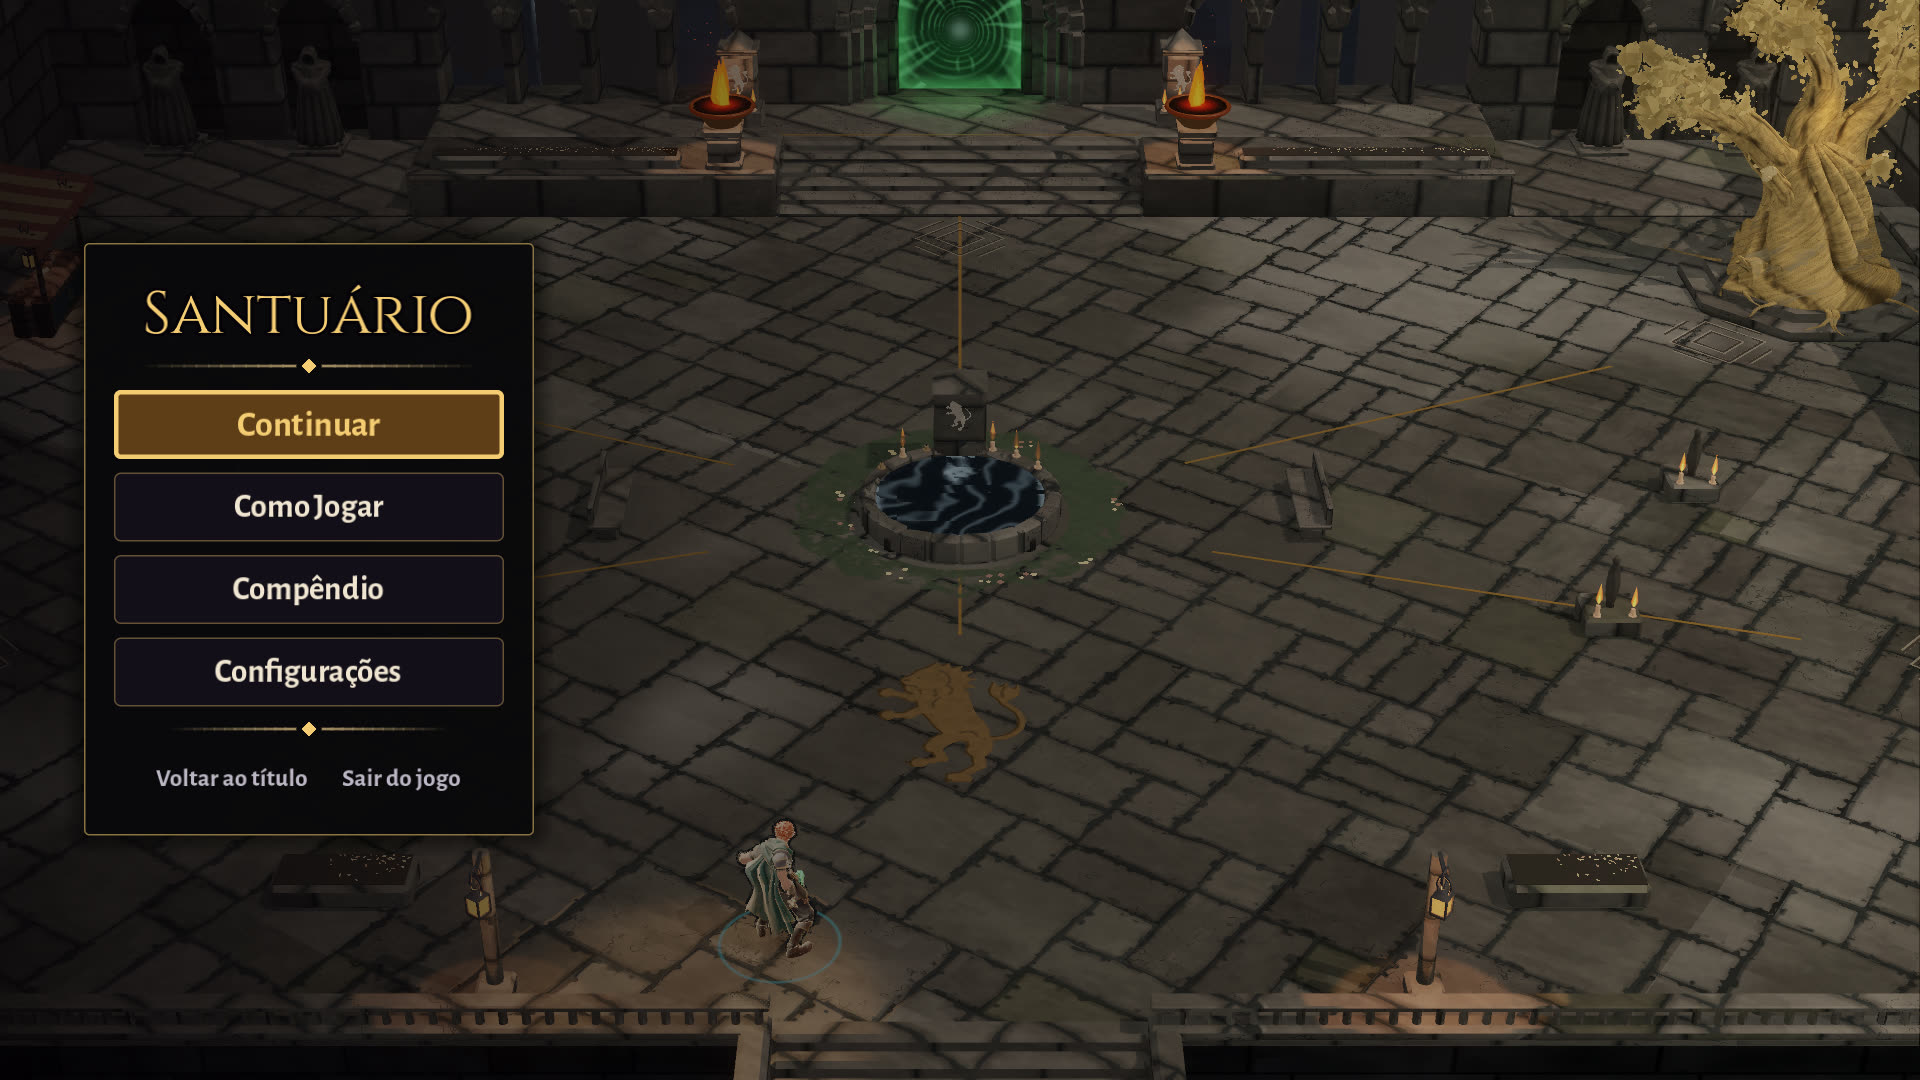 Santuário
Continuar
Como Jogar
Compêndio
Configurações
Voltar ao título
Sair do jogo